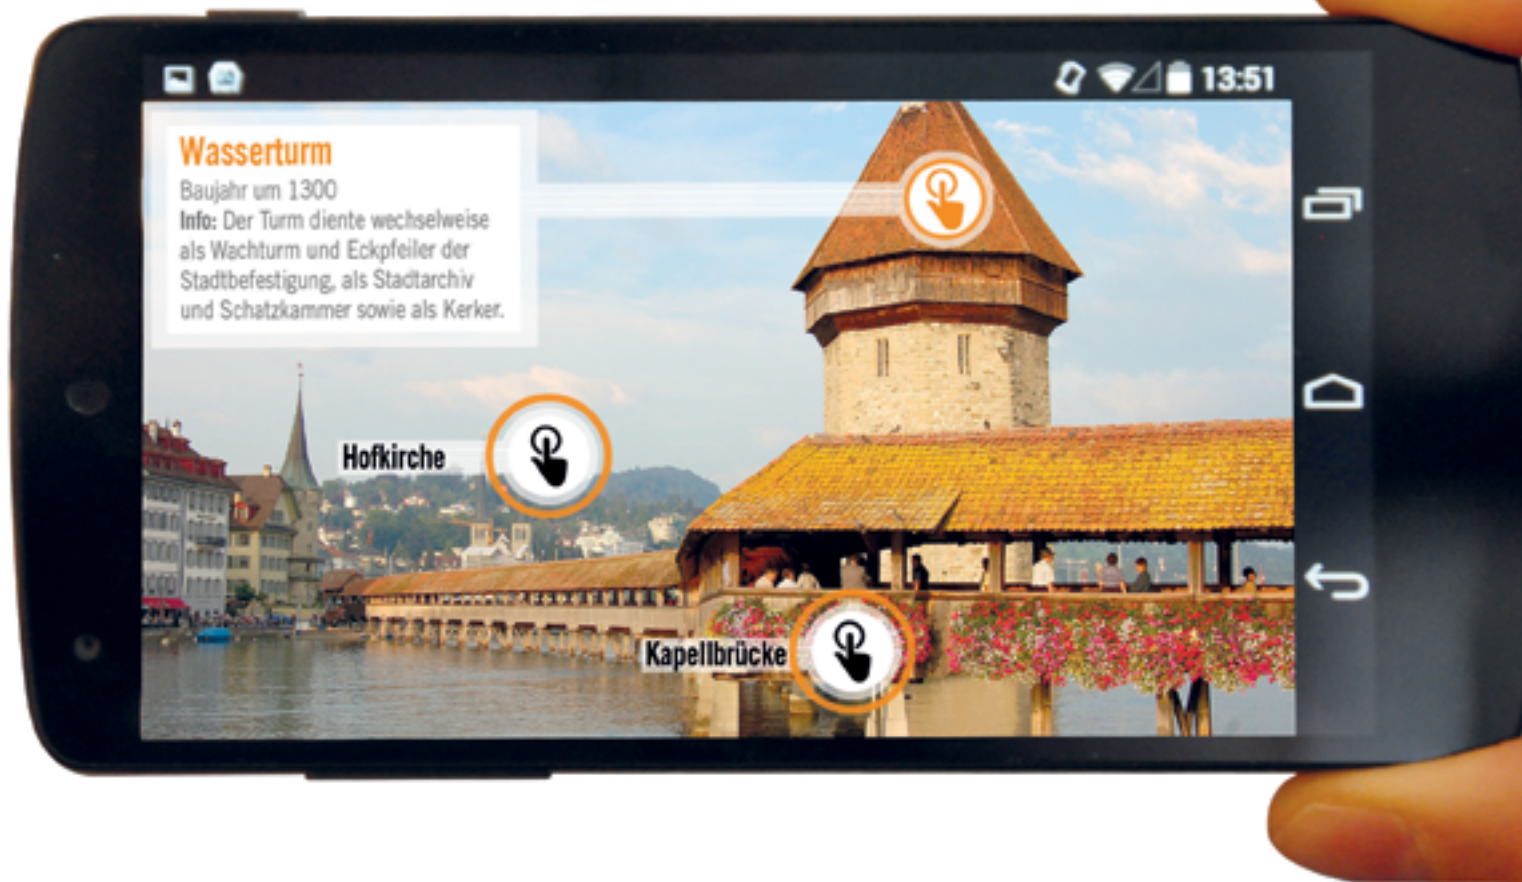 13:51
Wasserturm
Baujahr um 1300
Info: Der Turm diente wechselweise
als Wachturm und Eckpfeiler der
Stadtbefestigung, als Stadtarchiv
und Schatzkammer sowie als Kerker.
Hofkirche
Kapellbrücke